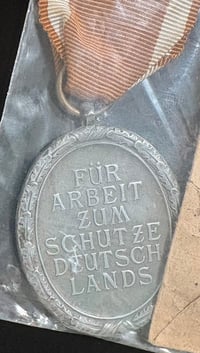 FÜR
ARBEIT
ZUM
SCHUTZE
DEUTSCH
LANDS